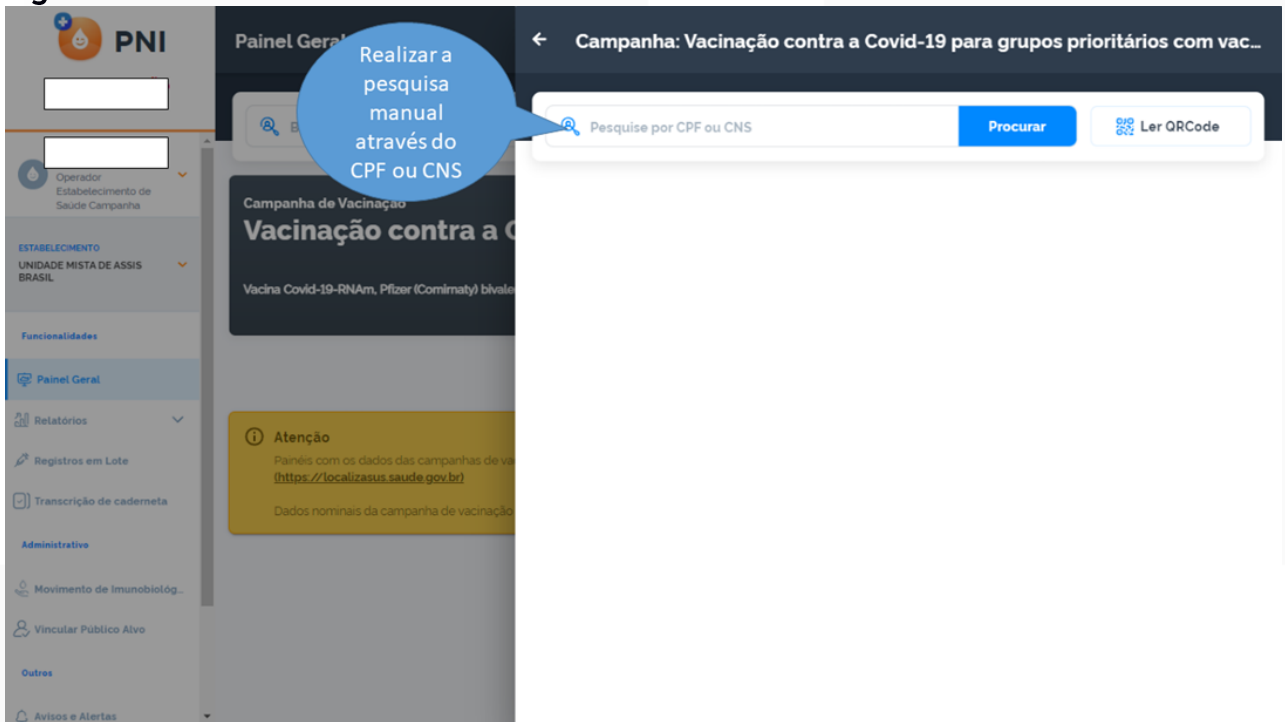 PNI
Operador
Estabelecimento de
Saúde Campanha
ESTABELECIMENTO
UNIDADE MISTA DE ASSIS
BRASIL
Funcionalidades
Painel Geral
Relatórios
Registros em Lote
Transcrição de caderneta
Administrativo
Movimento de Imunobiológ...
Vincular Público Alvo
Outros
Avisos e Alertas
Painel Geral
Realizar a
pesquisa
manual
através do
CPF ou CNS
B
Campanha de Vacinação
Vacinação contra a C
Vacina Covid-19-RNAm, Pfizer (Comirnaty) bivale
Atenção
Painéis com os dados das campanhas de va
(https://localizasus.saude.gov.br)
Dados nominais da campanha de vacinação
← Campanha: Vacinação contra a Covid-19 para grupos prioritários com vac...
Pesquise por CPF ou CNS
Procurar
Ler QRCode